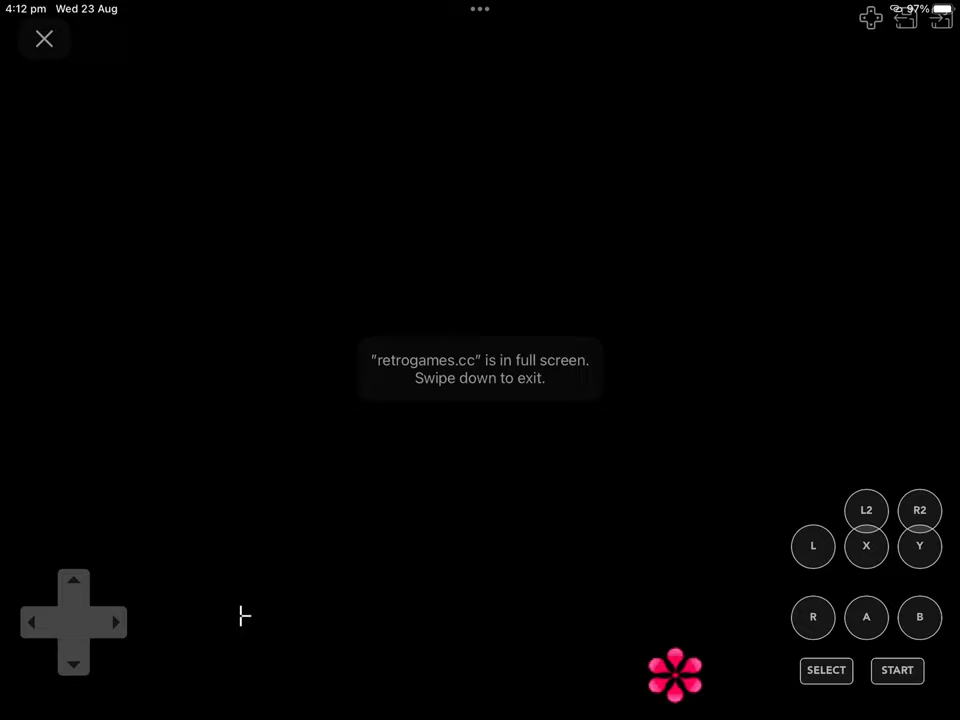 4:12 pm Wed 23 Aug
97%
"retrogames.cc" is in full screen.
Swipe down to exit.
L2 R2
L X Y
R A B
SELECT START